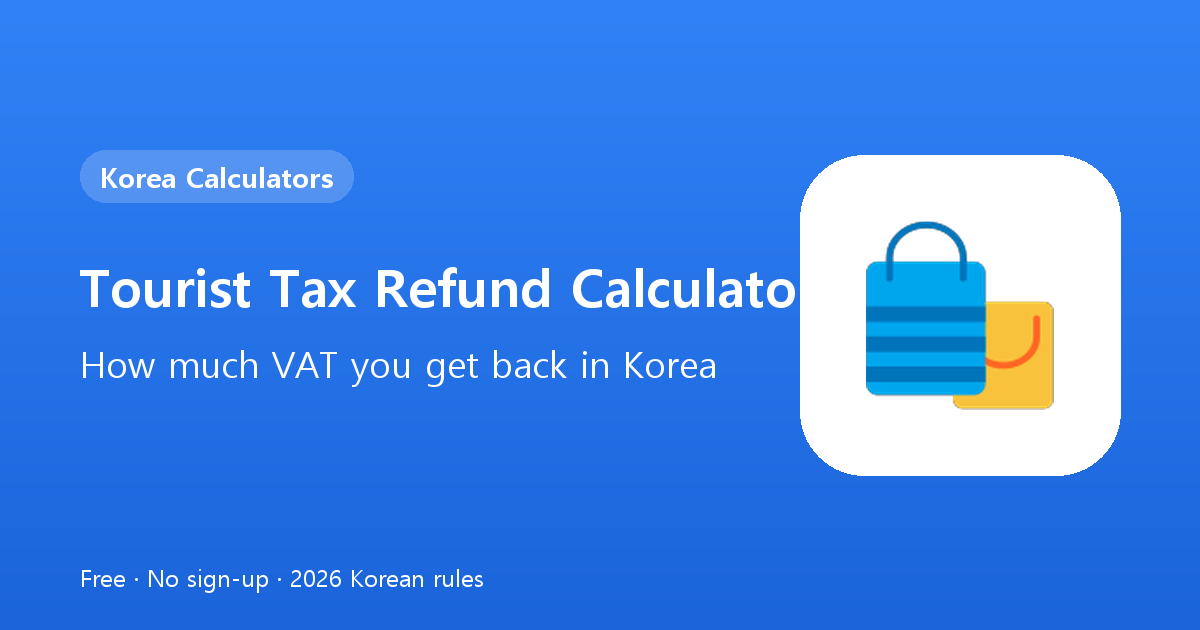 Korea Calculators
Tourist Tax Refund Calculato
How much VAT you get back in Korea
Free · No sign-up · 2026 Korean rules